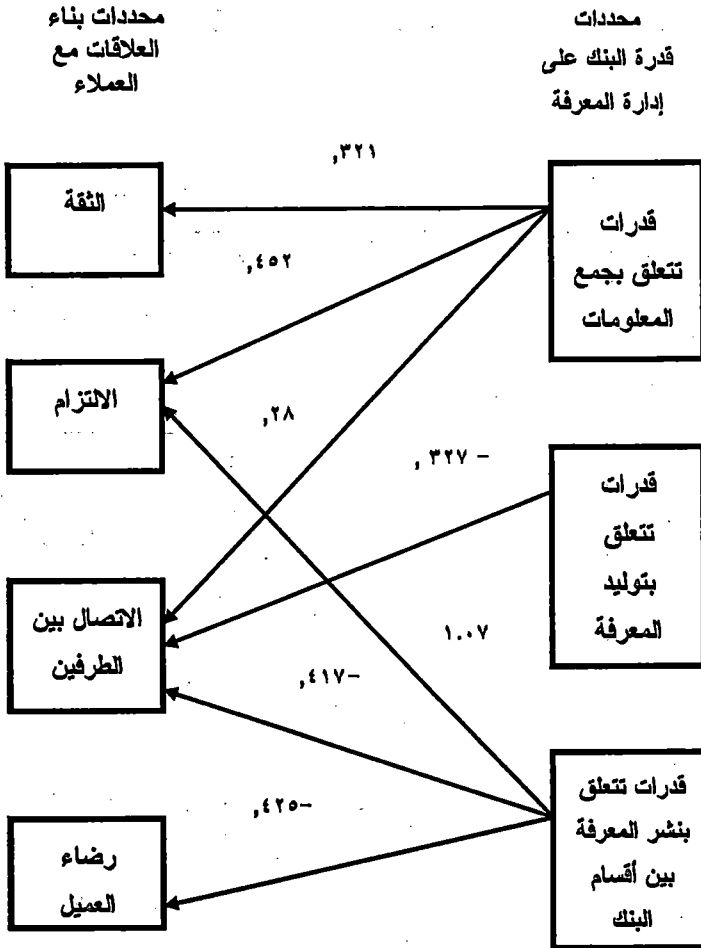 محددات
قدرة البنك على
إدارة المعرفة
محددات بناء
العلاقات مع
العملاء
قدرات
تتعلق بجمع
المعلومات
٣٢١,
الثقة
٤٥٢,
الالتزام
٢٨,
قدرات
تتعلق
بتوليد
المعرفة
– ٣٢٧ ,
الاتصال بين
الطرفين
١.٠٧
–٤١٧,
قدرات تتعلق
بنشر المعرفة
بين أقسام
البنك
–٤٢٥,
رضاء
العميل